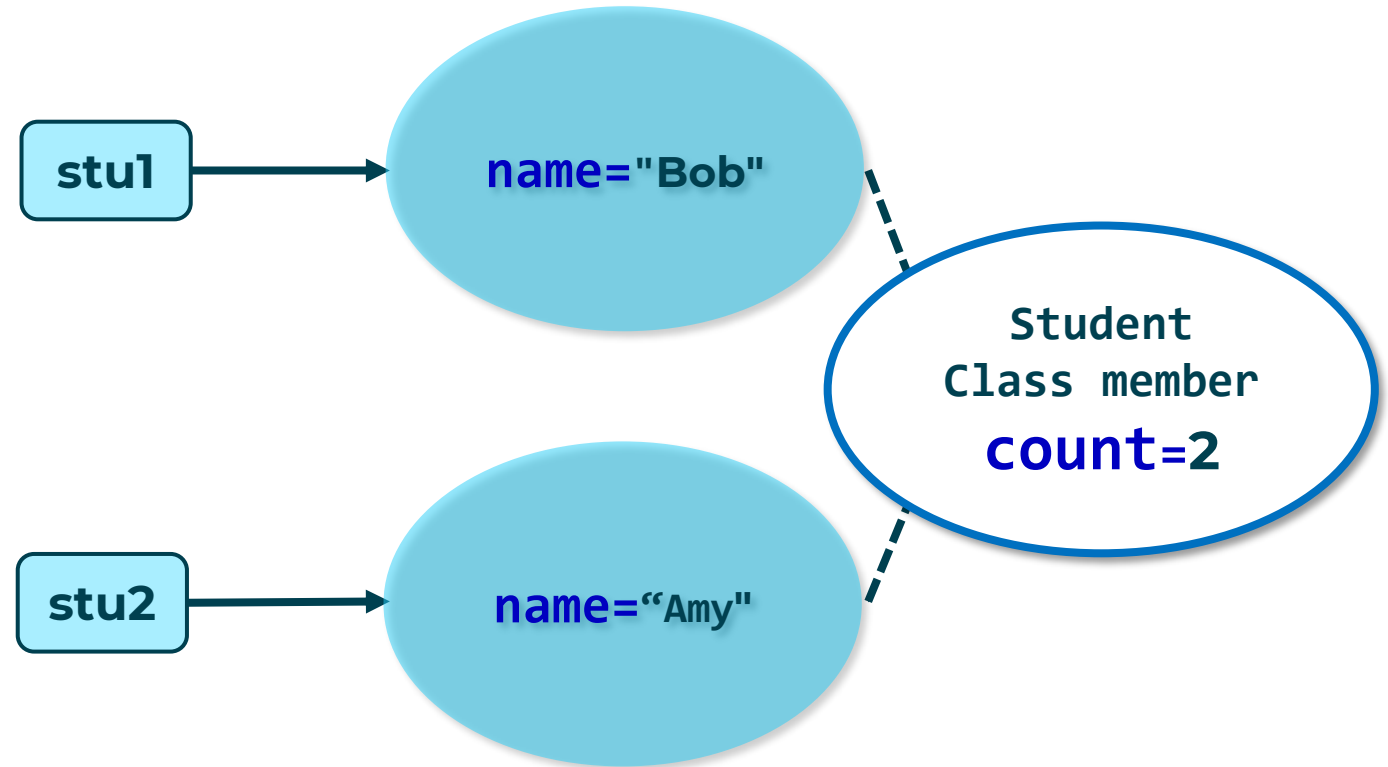 stu1
name="Bob"
Student
Class member
count=2
stu2
name=“Amy"